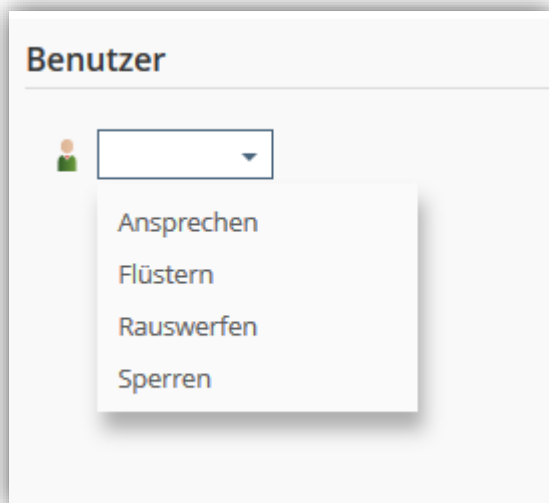 Benutzer
Ansprechen
Flüstern
Rauswerfen
Sperren